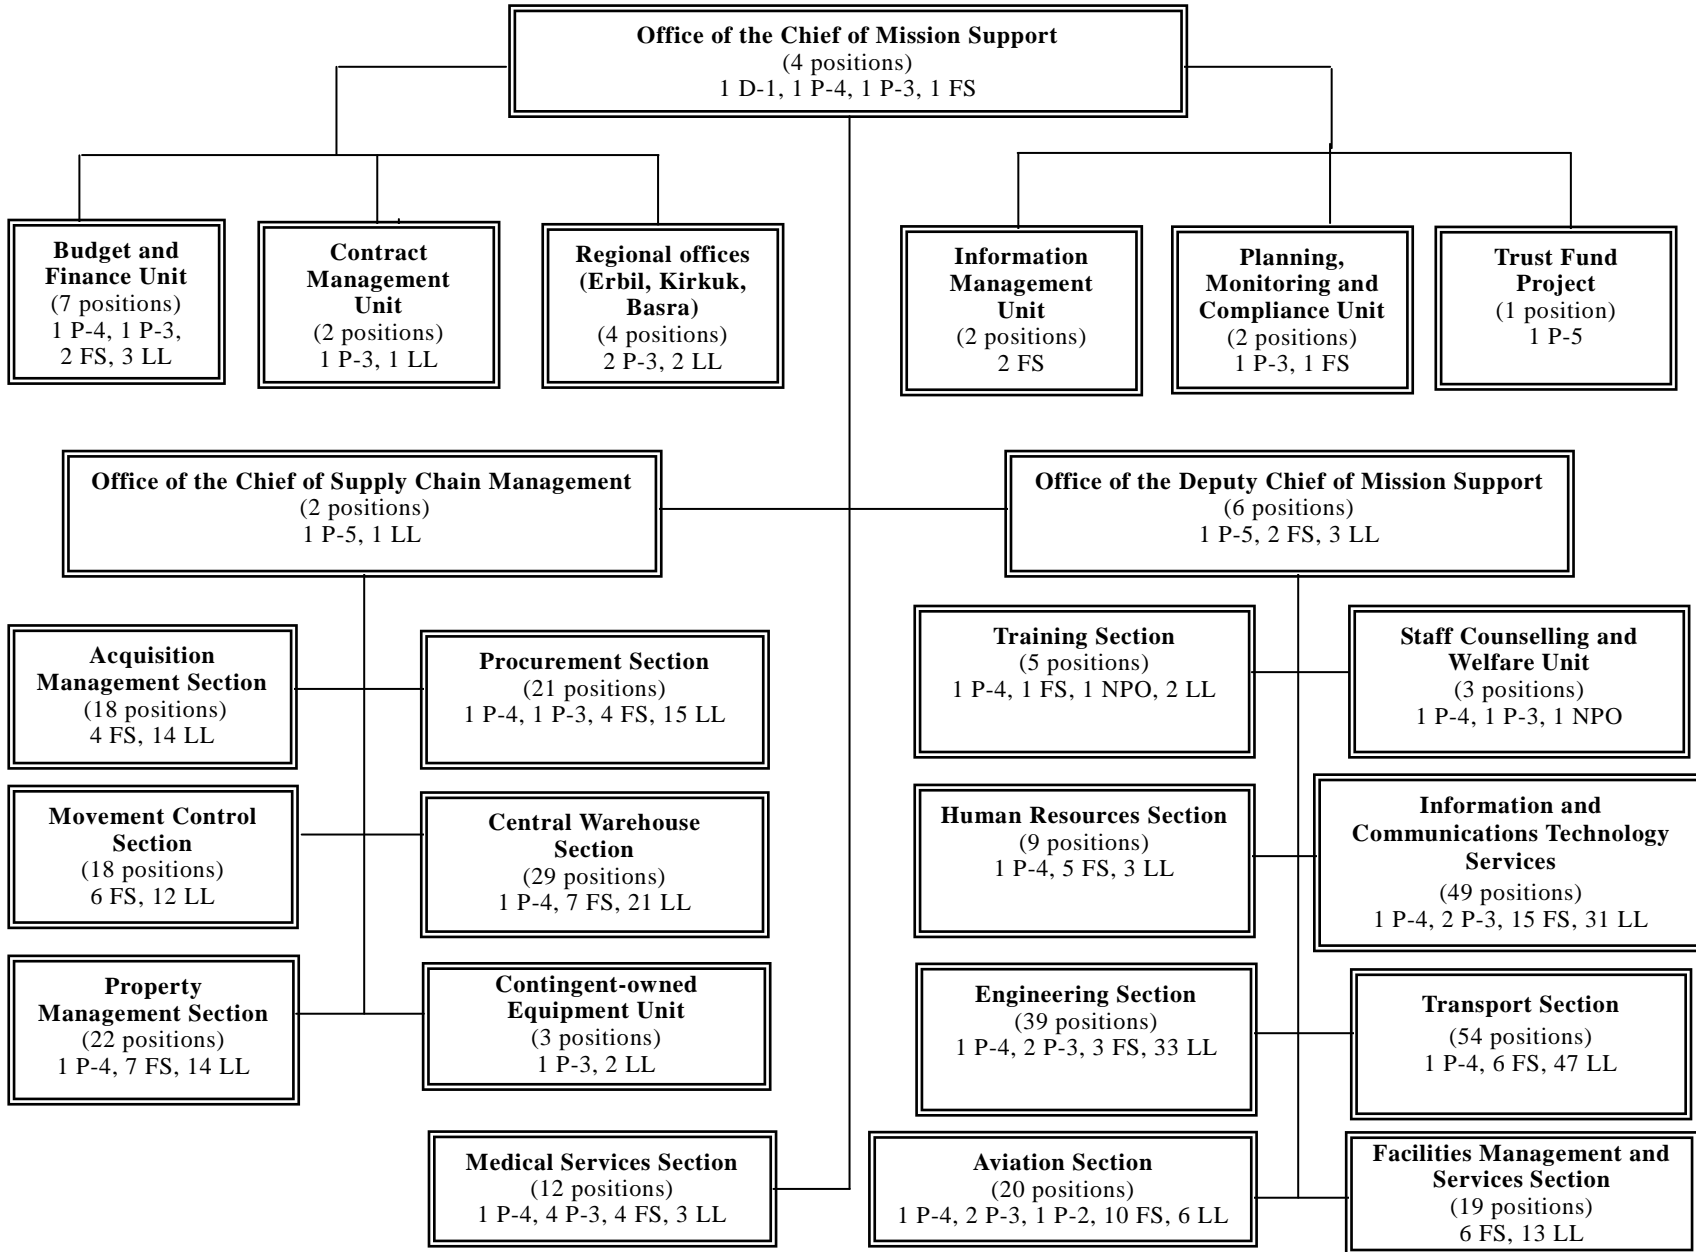 Office of the Chief of Mission Support
(4 positions)
1 D-1, 1 P-4, 1 P-3, 1 FS
Budget and
Finance Unit
(7 positions)
1 P-4, 1 P-3,
2 FS, 3 LL
Contract
Management
Unit
(2 positions)
1 P-3, 1 LL
Regional offices
(Erbil, Kirkuk,
Basra)
(4 positions)
2 P-3, 2 LL
Information
Management
Unit
(2 positions)
2 FS
Planning,
Monitoring and
Compliance Unit
(2 positions)
1 P-3, 1 FS
Trust Fund
Project
(1 position)
1 P-5
Office of the Chief of Supply Chain Management
(2 positions)
1 P-5, 1 LL
Office of the Deputy Chief of Mission Support
(6 positions)
1 P-5, 2 FS, 3 LL
Acquisition
Management Section
(18 positions)
4 FS, 14 LL
Procurement Section
(21 positions)
1 P-4, 1 P-3, 4 FS, 15 LL
Training Section
(5 positions)
1 P-4, 1 FS, 1 NPO, 2 LL
Staff Counselling and
Welfare Unit
(3 positions)
1 P-4, 1 P-3, 1 NPO
Movement Control
Section
(18 positions)
6 FS, 12 LL
Central Warehouse
Section
(29 positions)
1 P-4, 7 FS, 21 LL
Human Resources Section
(9 positions)
1 P-4, 5 FS, 3 LL
Information and
Communications Technology
Services
(49 positions)
1 P-4, 2 P-3, 15 FS, 31 LL
Property
Management Section
(22 positions)
1 P-4, 7 FS, 14 LL
Contingent-owned
Equipment Unit
(3 positions)
1 P-3, 2 LL
Engineering Section
(39 positions)
1 P-4, 2 P-3, 3 FS, 33 LL
Transport Section
(54 positions)
1 P-4, 6 FS, 47 LL
Medical Services Section
(12 positions)
1 P-4, 4 P-3, 4 FS, 3 LL
Aviation Section
(20 positions)
1 P-4, 2 P-3, 1 P-2, 10 FS, 6 LL
Facilities Management and
Services Section
(19 positions)
6 FS, 13 LL